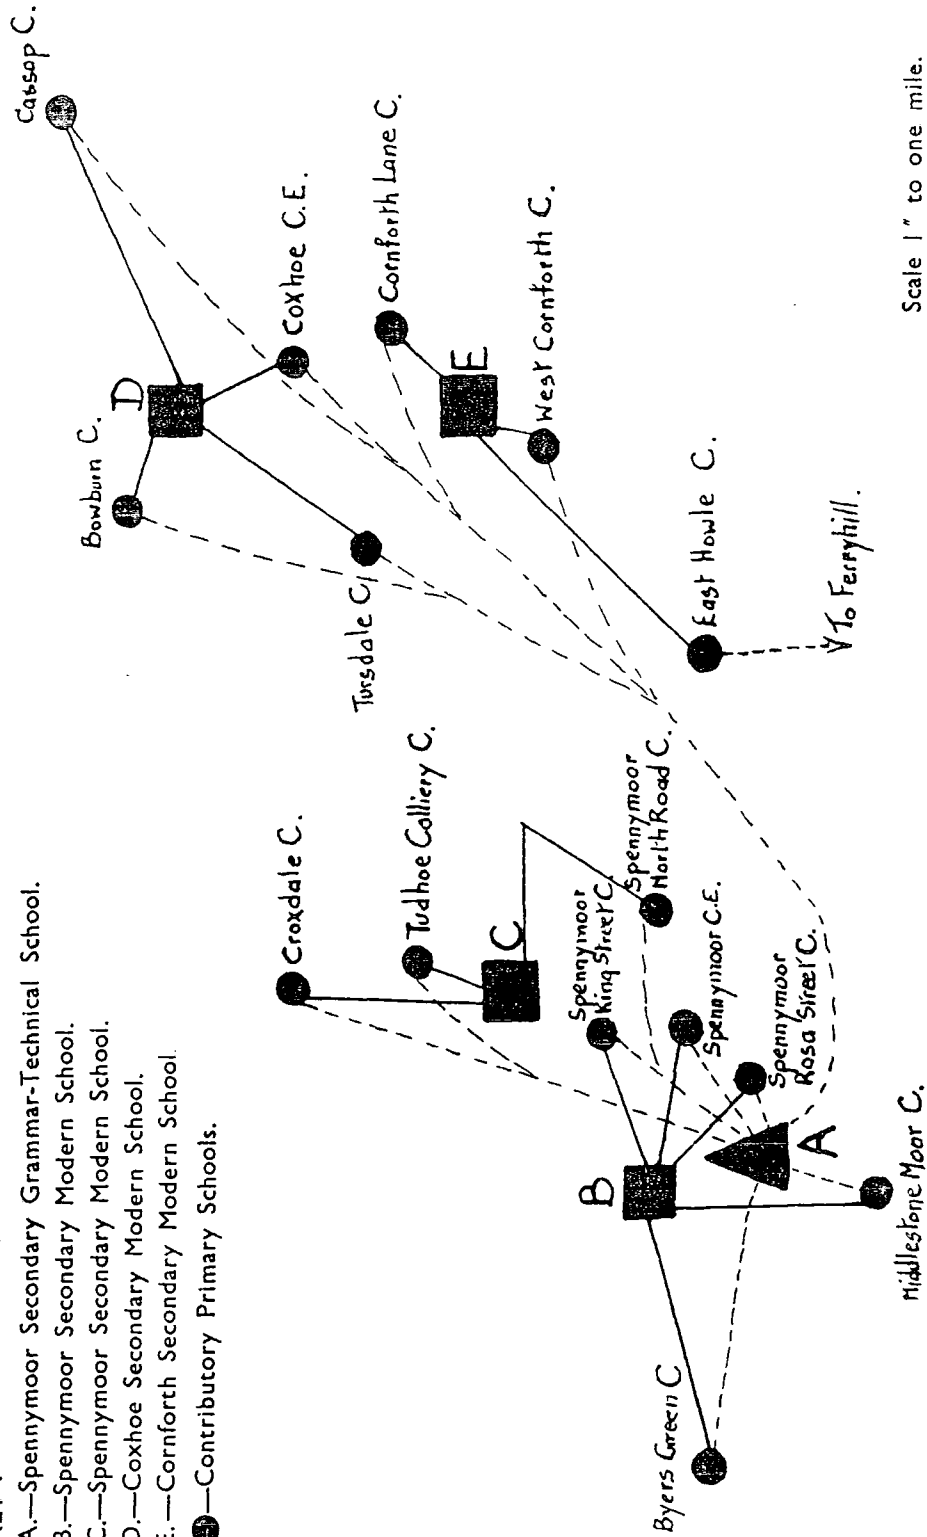 A.—Spennymoor Secondary Grammar-Technical School.
B.—Spennymoor Secondary Modern School.
C.—Spennymoor Secondary Modern School.
D.—Coxhoe Secondary Modern School.
E.—Cornforth Secondary Modern School.
—Contributory Primary Schools.
Cassop C.
D
Bowburn C.
Coxhoe C.E.
Cornforth Lane C.
E
West Cornforth C.
Tursdale C.
East Howle C.
To Ferryhill.
Croxdale C.
Tudhoe Colliery C.
C
Spennymoor
North Road C.
Spennymoor
King Street C.
Spennymoor C.E.
Spennymoor
Rosa Street C.
B
A
Byers Green C
Middlestone Moor C.
Scale 1" to one mile.